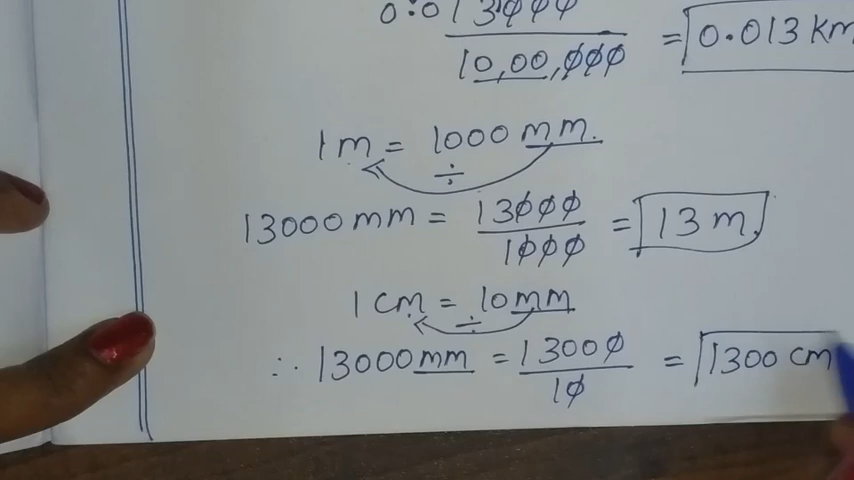 0.013000 / 10,00,000 = 0.013 km
1 m = 1000 mm.
÷
13000 mm = 13000 / 1000 = 13 m.
1 cm = 10 mm
÷
∴ 13000 mm = 13000 / 10 = 1300 cm